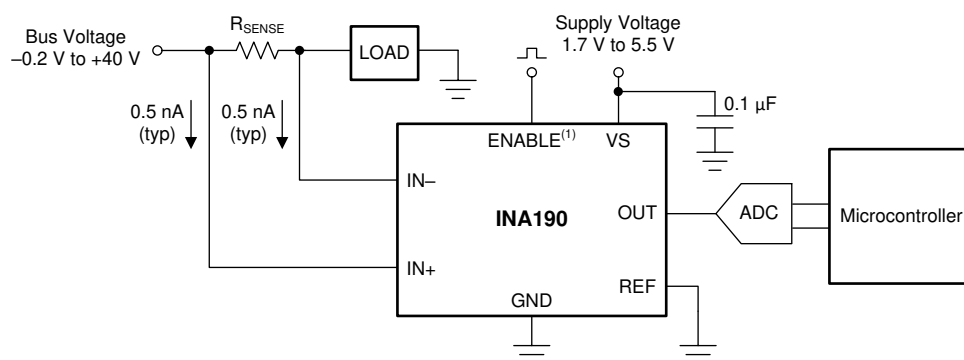 Bus Voltage
–0.2 V to +40 V
RSENSE
LOAD
Supply Voltage
1.7 V to 5.5 V
0.5 nA
(typ)
0.5 nA
(typ)
0.1 µF
ENABLE(1)
VS
IN–
INA190
OUT
ADC
Microcontroller
IN+
REF
GND